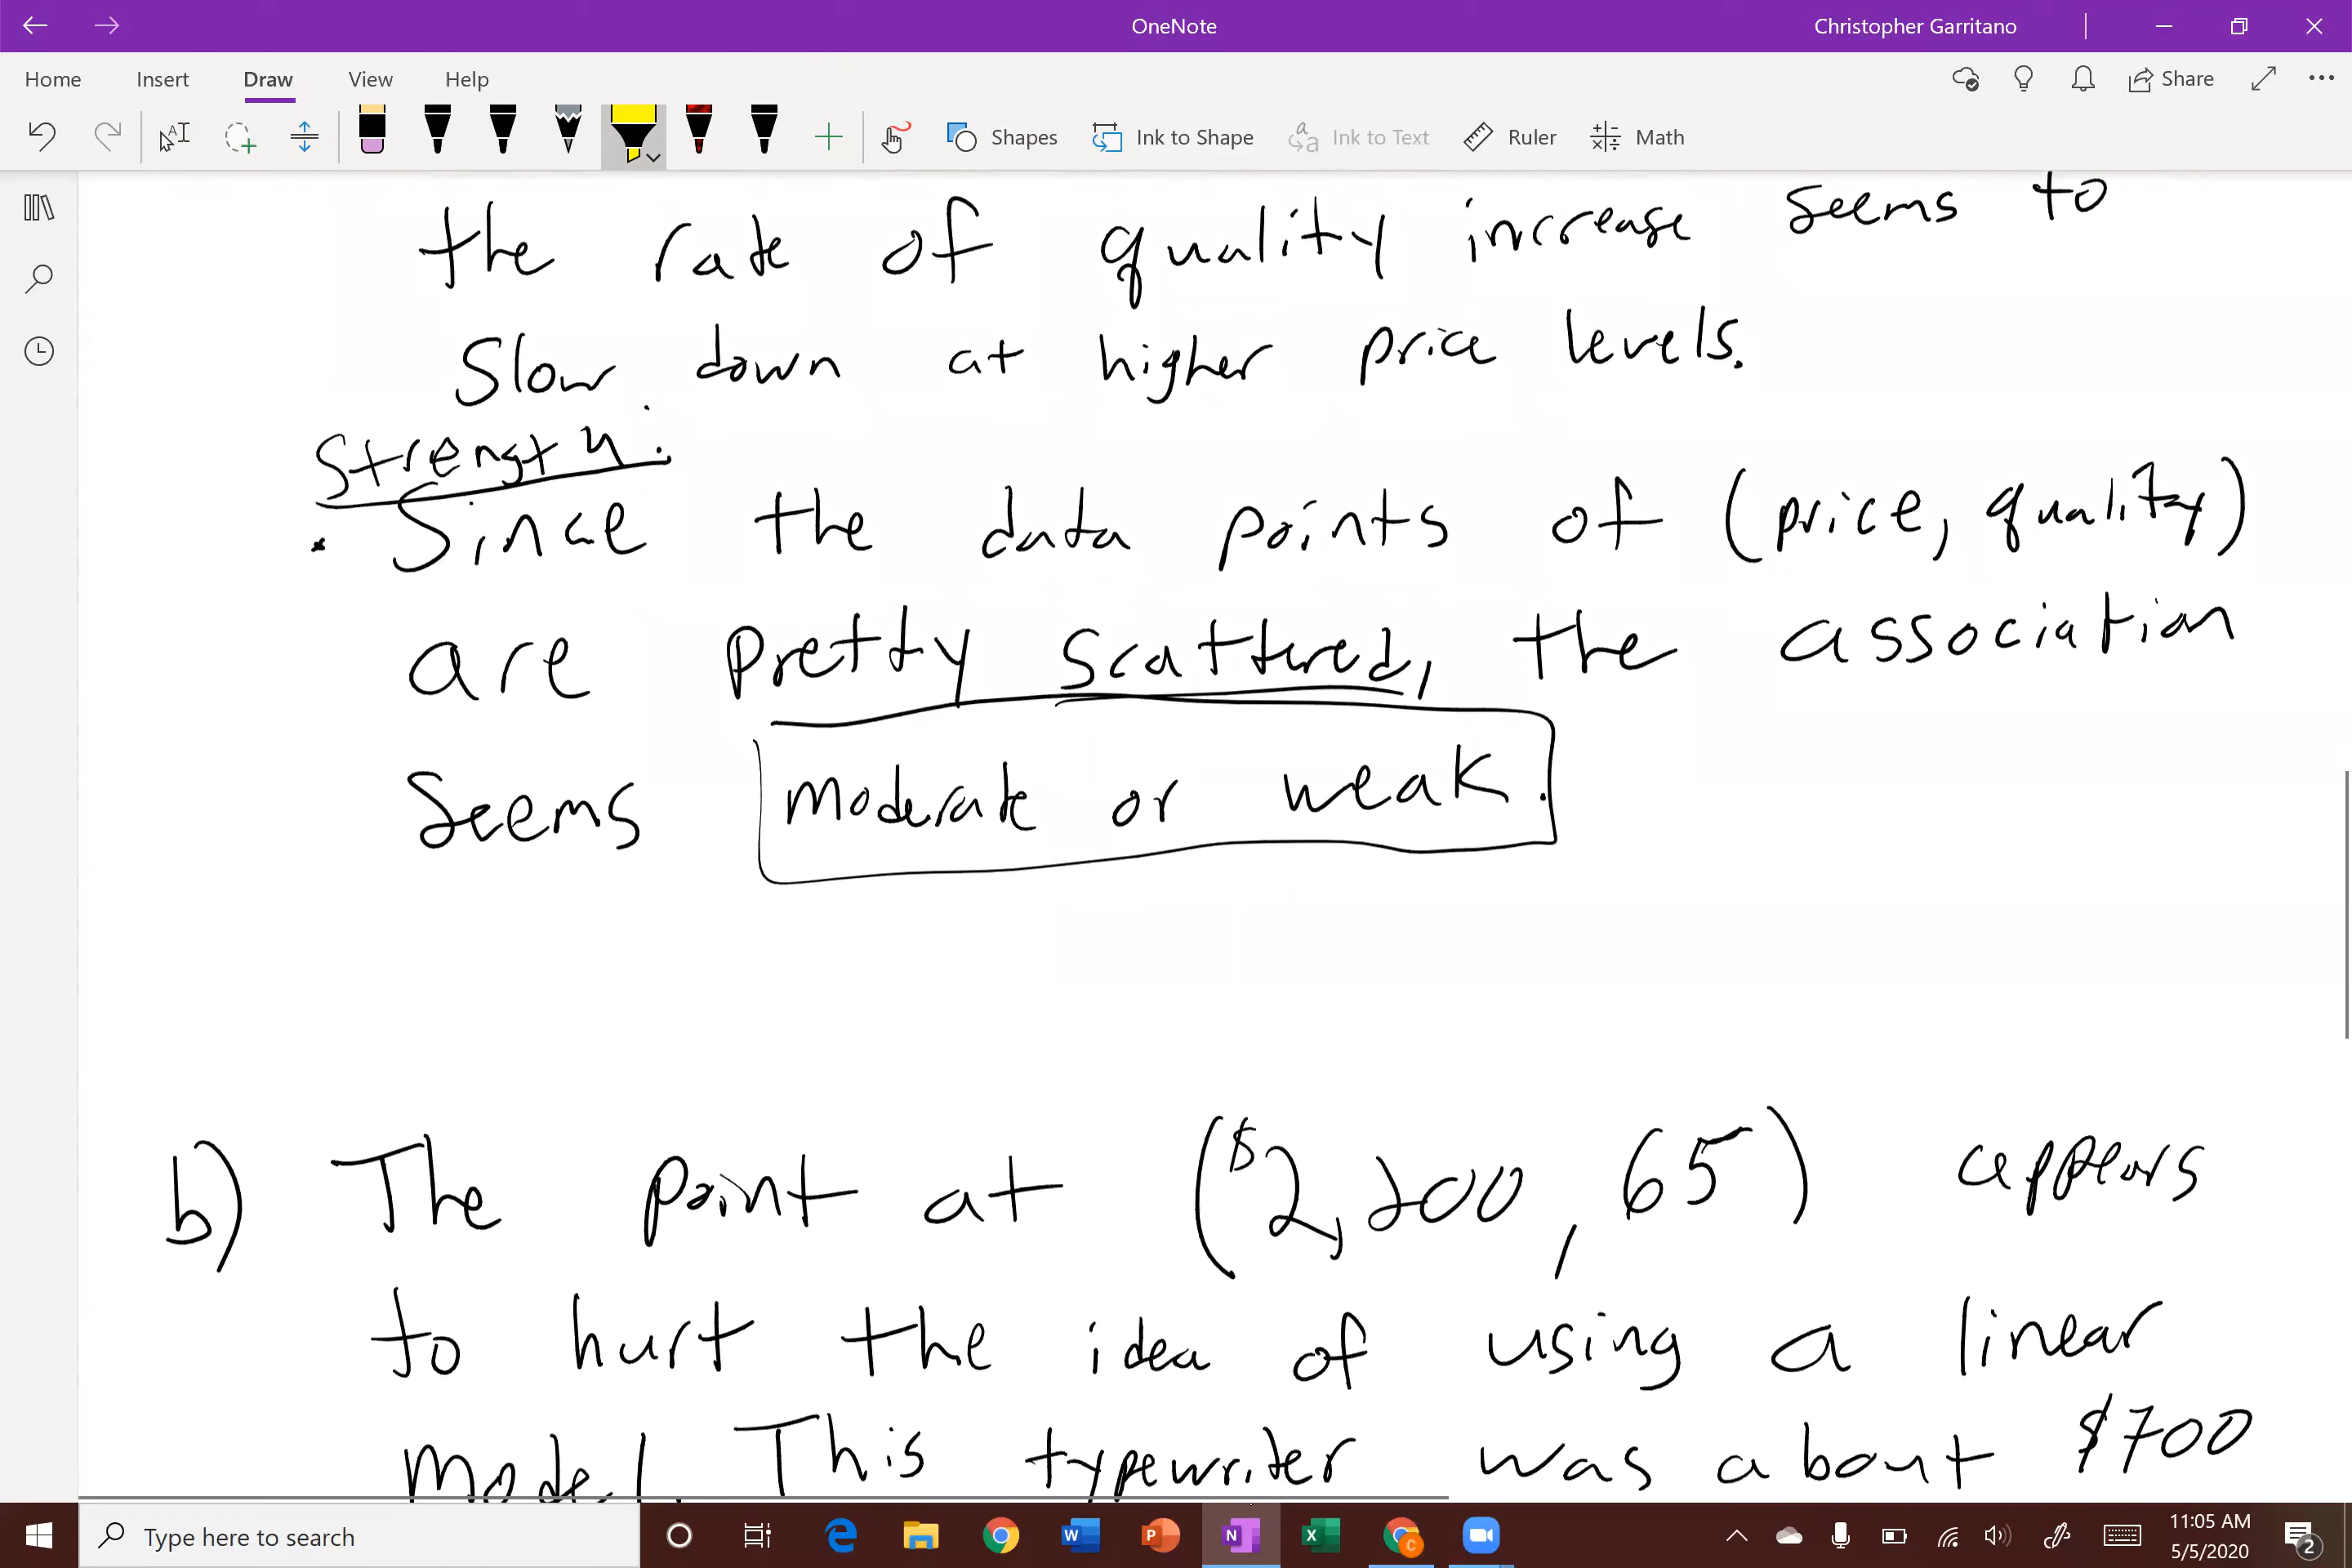 OneNote
Christopher Garritano
Home Insert Draw View Help
Share
Shapes Ink to Shape Ink to Text Ruler Math
the rate of quality increase seems to
slow down at higher price levels.
Strength:
. Since the data points of (price, quality)
are pretty scattered, the association
seems moderate or weak.
b) The point at ($2,200, 65) appears
to hurt the idea of using a linear
model. This typewriter was about $700
Type here to search
11:05 AM
5/5/2020
2